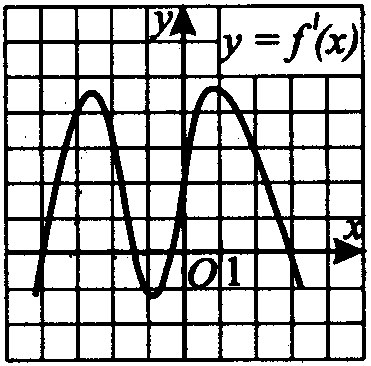 y
y = f'(x)
x
O 1